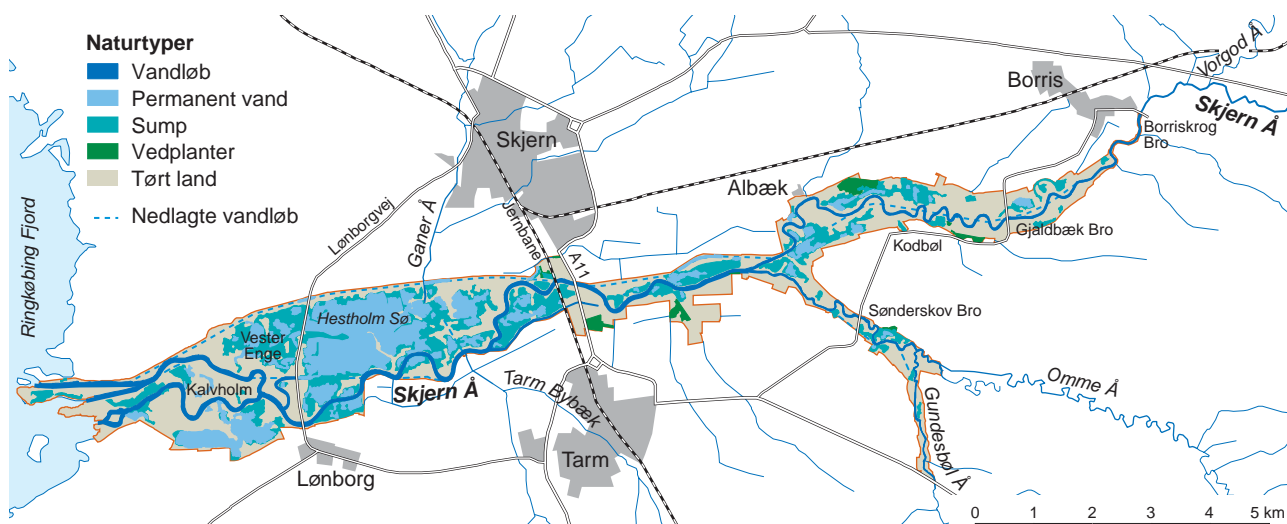 Naturtyper
Vandløb
Permanent vand
Sump
Vedplanter
Tørt land
Nedlagte vandløb
Ringkøbing Fjord
Skjern
Lønborgvej
Ganer Å
Jernbane
A11
Albæk
Borris
Vorgod Å
Skjern Å
Borriskrog
Bro
Gjaldbæk Bro
Kodbøl
Sønderskov Bro
Hestholm Sø
Vester
Enge
Kalvholm
Skjern Å
Tarm Bybæk
Omme Å
Gundesbøl Å
Lønborg
Tarm
0 1 2 3 4 5 km